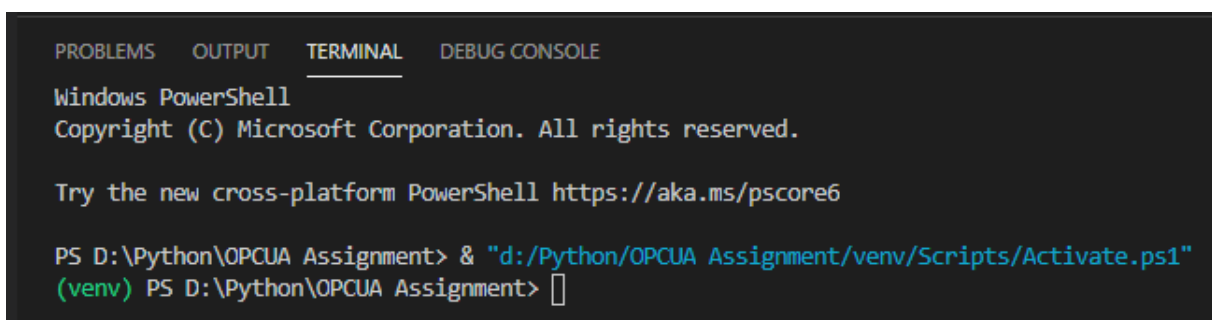 PROBLEMS OUTPUT TERMINAL DEBUG CONSOLE
Windows PowerShell
Copyright (C) Microsoft Corporation. All rights reserved.
Try the new cross-platform PowerShell https://aka.ms/pscore6
PS D:\Python\OPCUA Assignment> & "d:/Python/OPCUA Assignment/venv/Scripts/Activate.ps1"
(venv) PS D:\Python\OPCUA Assignment>